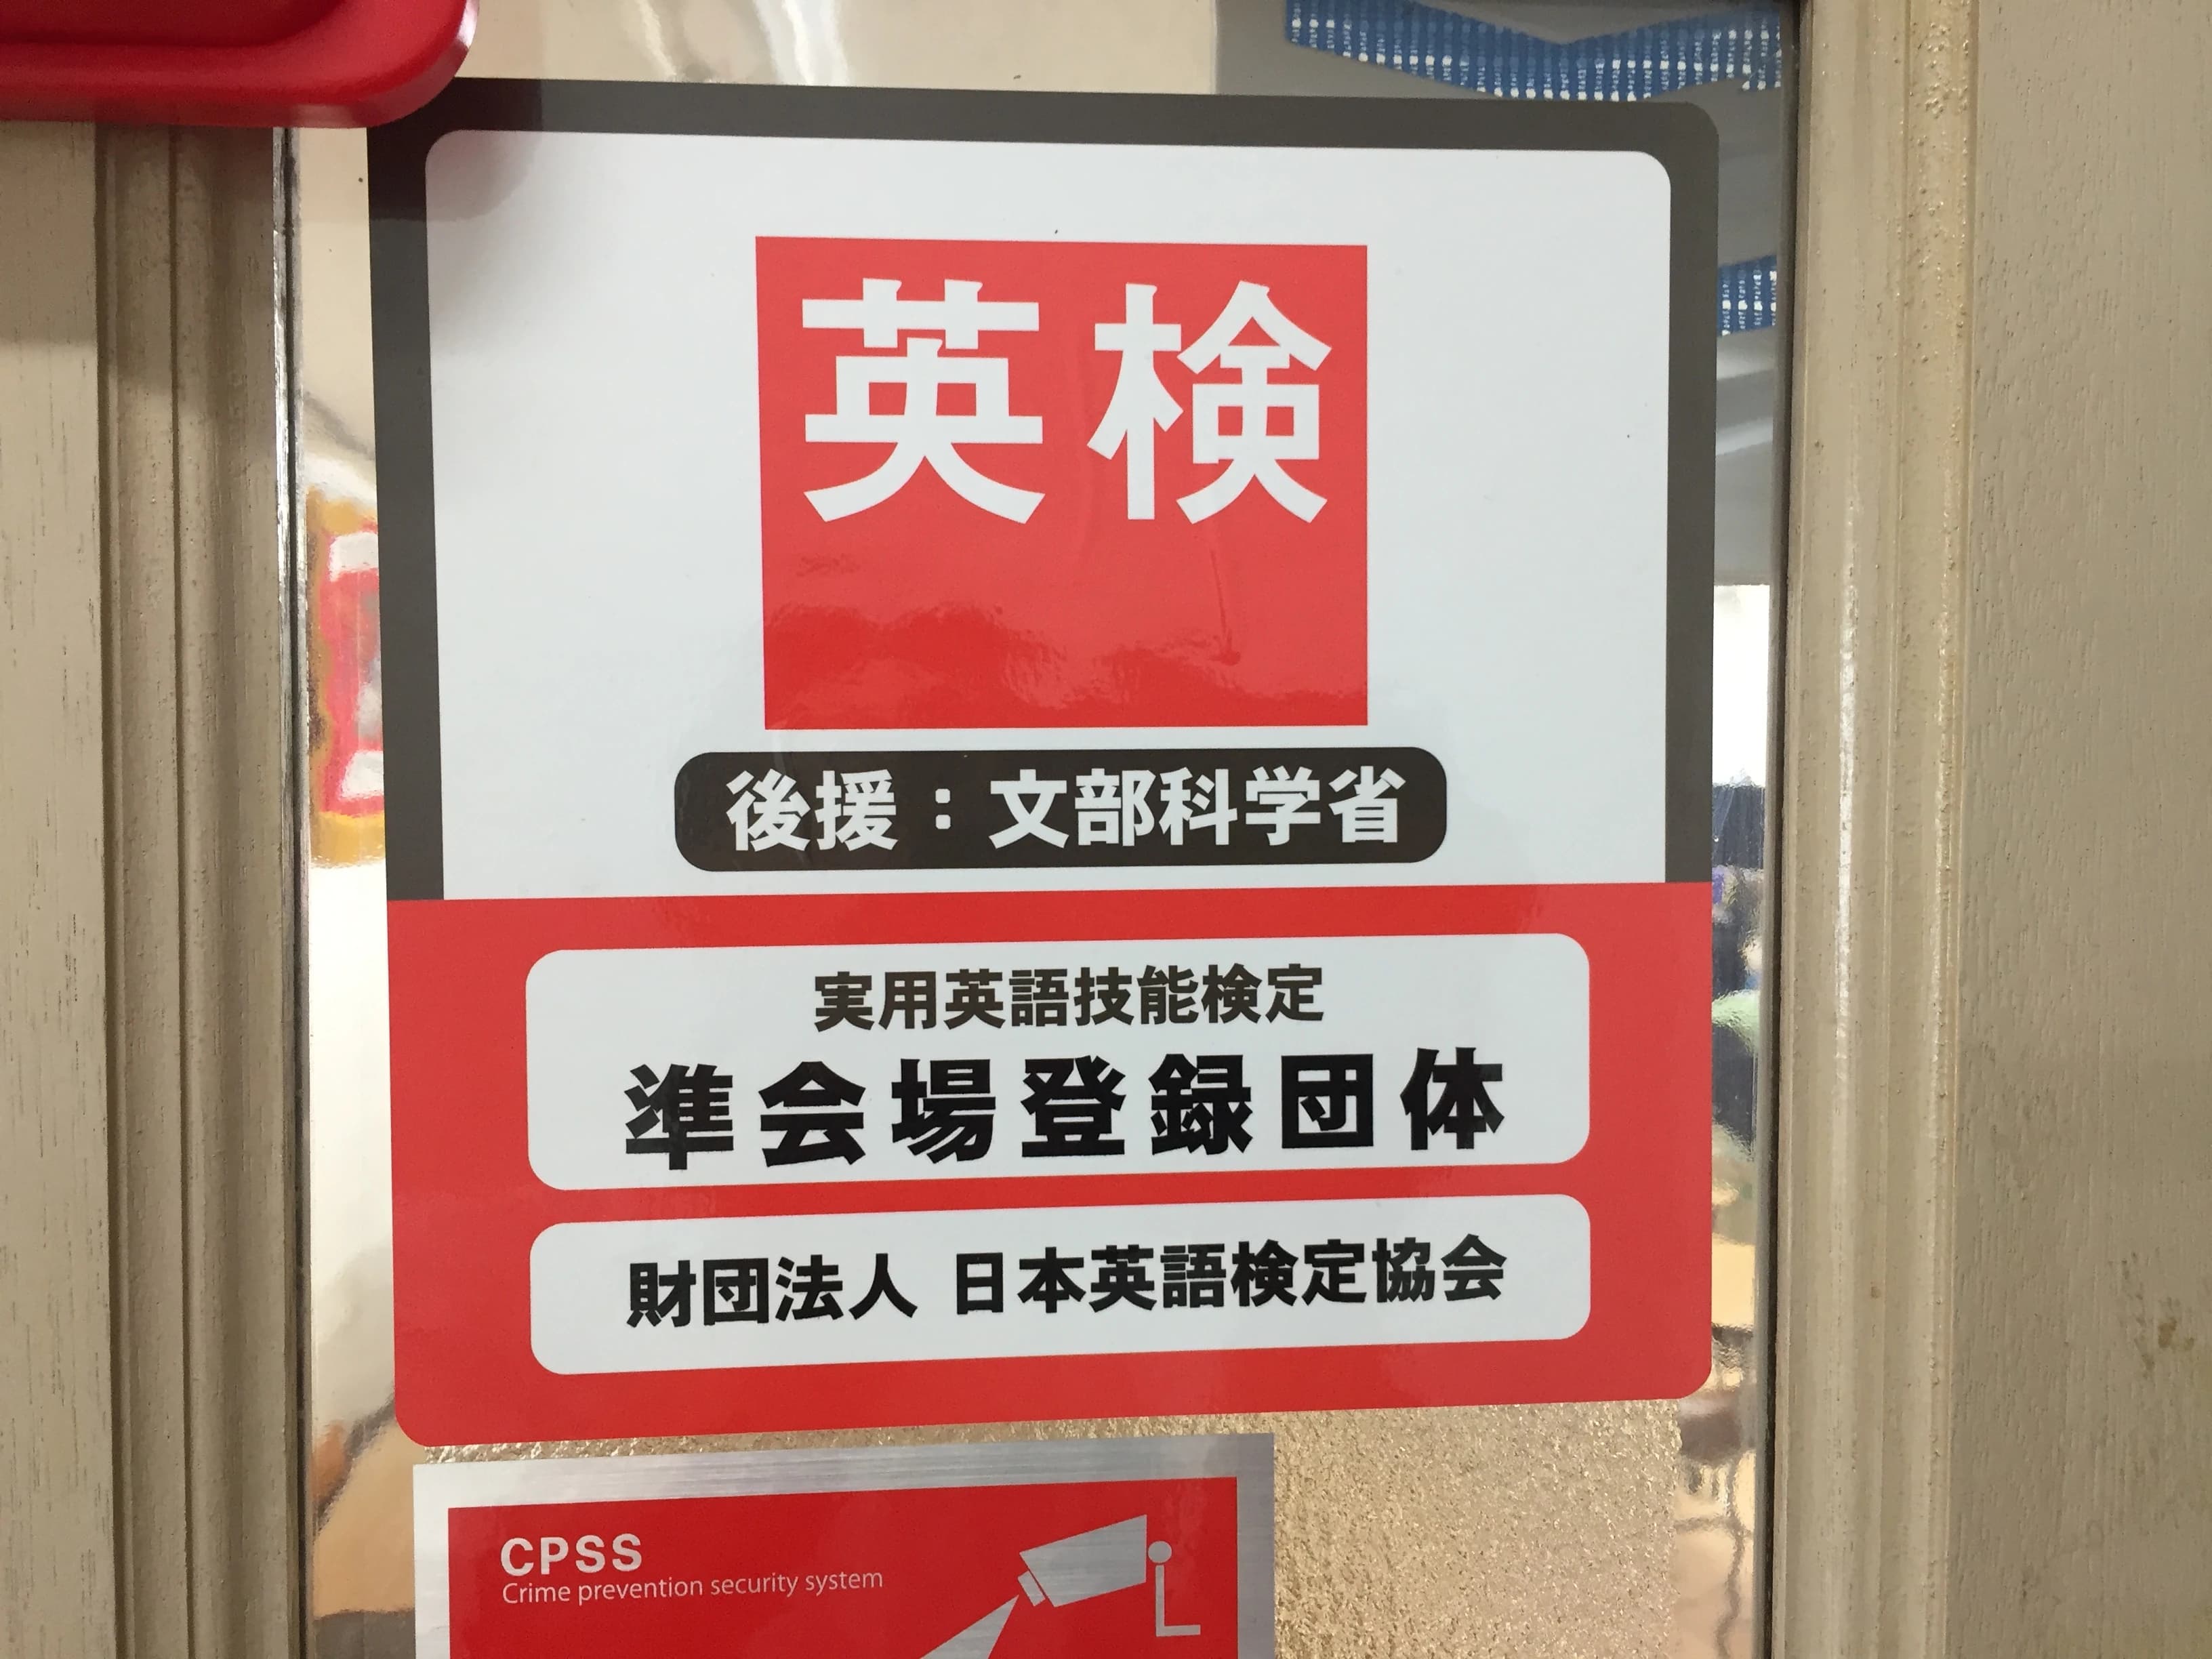 英検
後援：文部科学省
実用英語技能検定
準会場登録団体
財団法人 日本英語検定協会
CPSS
Crime prevention security system